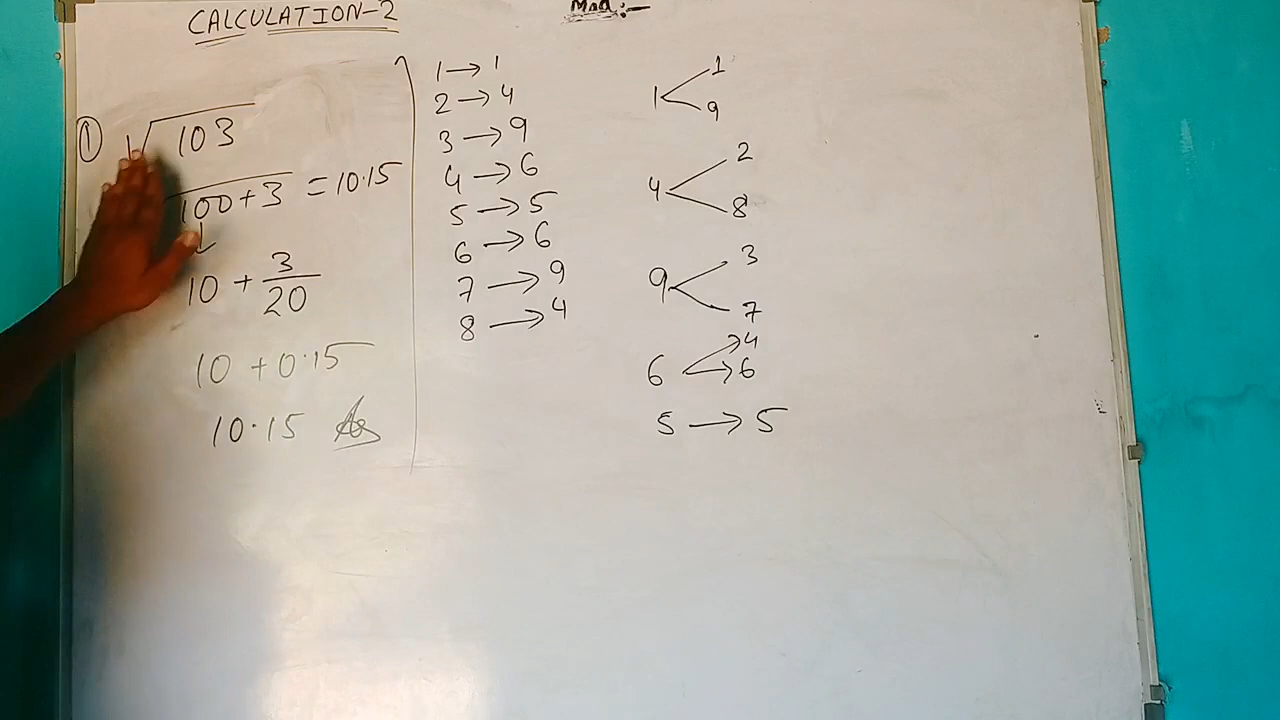 CALCULATION-2
Mad:-
① √103
√100+3 = 10.15
↓
10 + 3/20
10 + 0.15
10.15 As
1 → 1
2 → 4
3 → 9
4 → 6
5 → 5
6 → 6
7 → 9
8 → 4
1 < 1
9
4 < 2
8
9 < 3
7
6 → 4
→ 6
5 → 5